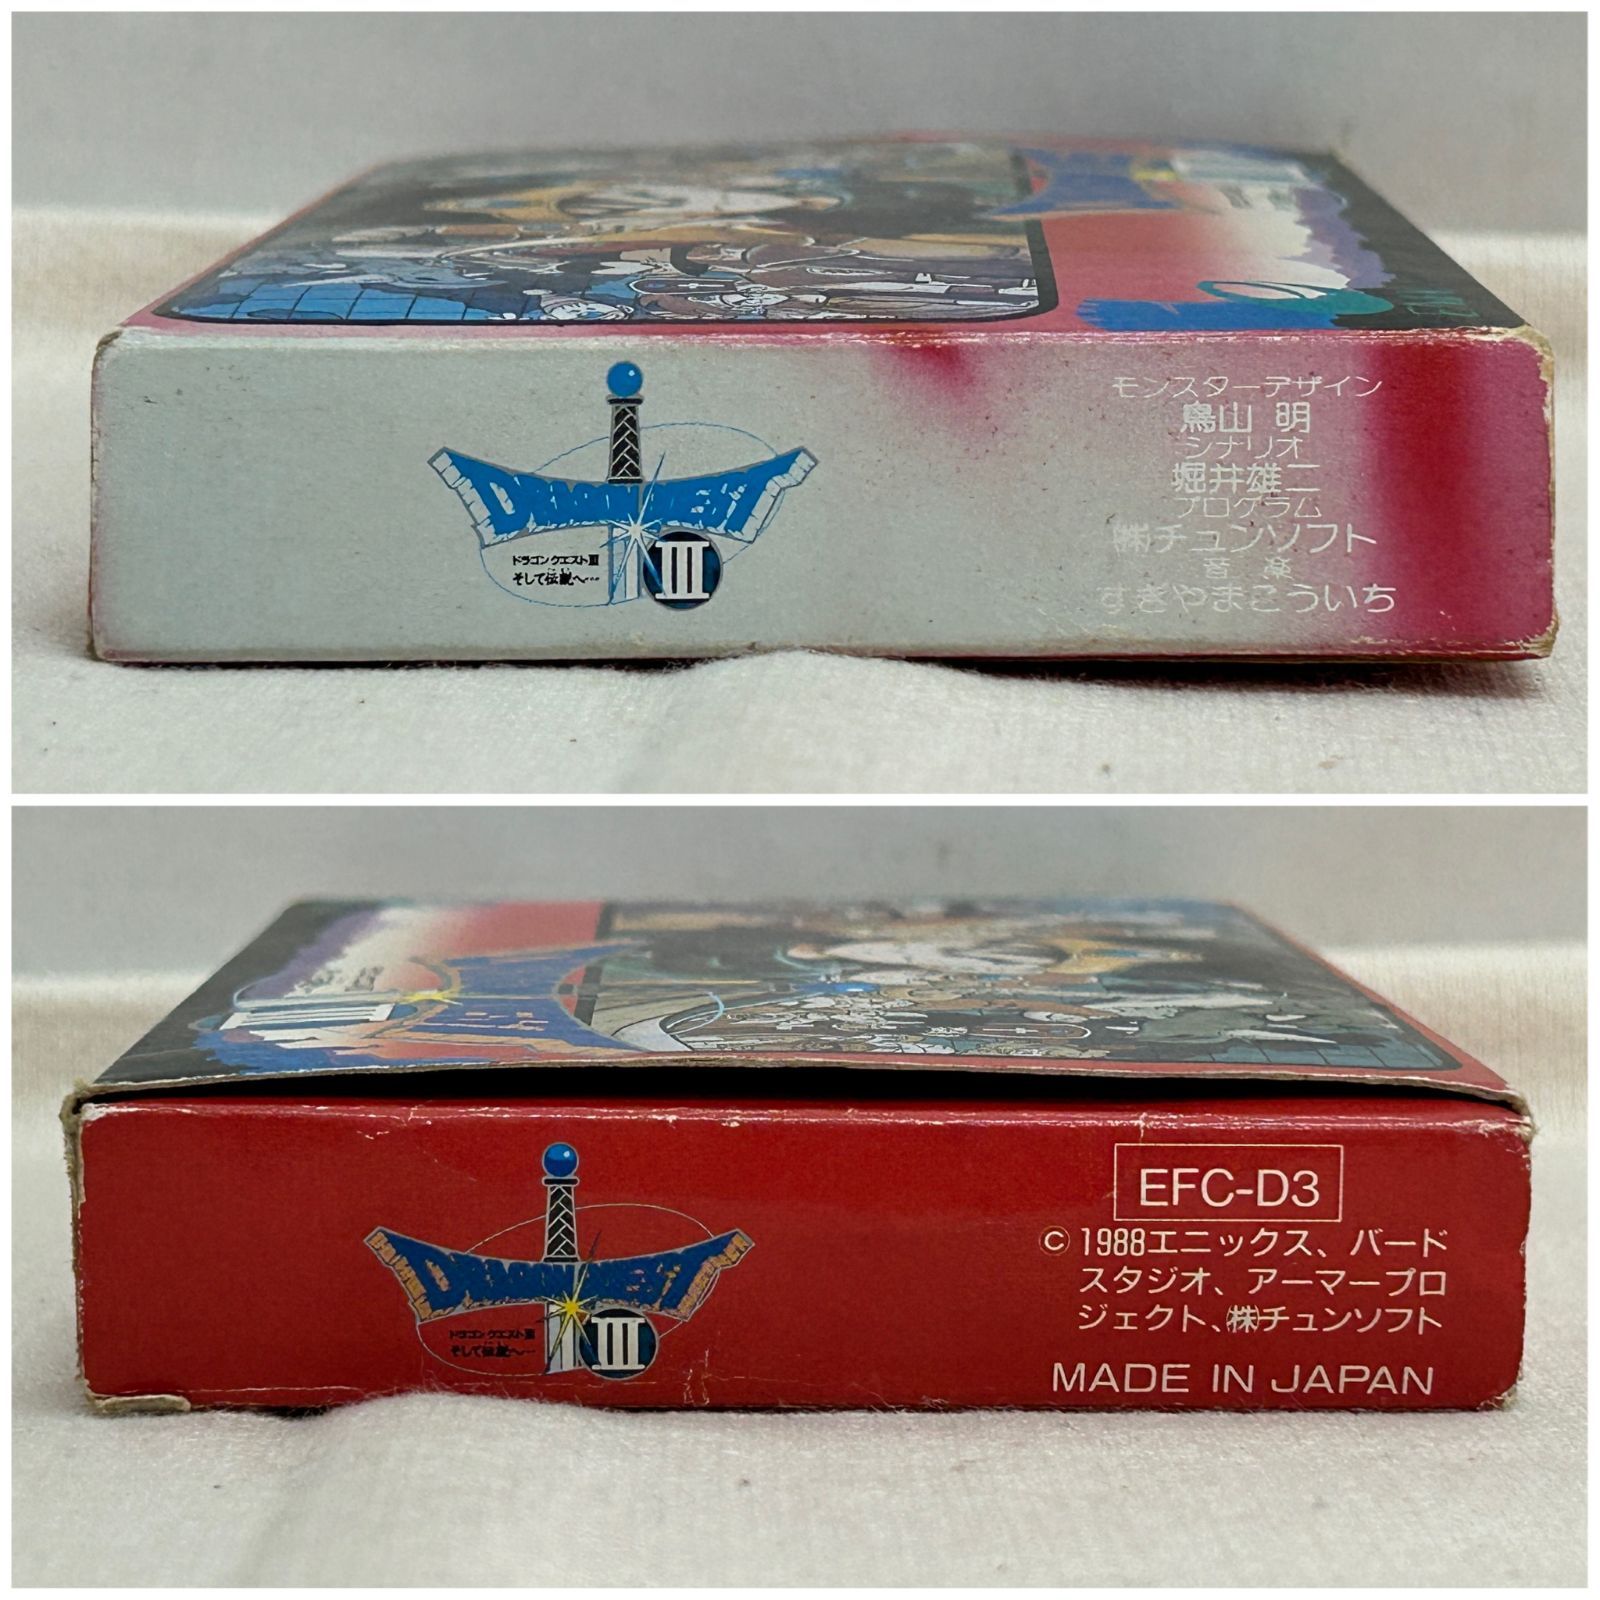 DRAGON QUEST
ドラゴンクエストIII
そして伝説へ…
III
モンスターデザイン
鳥山 明
シナリオ
堀井雄二
プログラム
㈱チュンソフト
音 楽
すぎやまこういち
DRAGON QUEST
ドラゴンクエストIII
そして伝説へ…
III
EFC-D3
©1988エニックス、バード
スタジオ、アーマープロ
ジェクト、㈱チュンソフト
MADE IN JAPAN